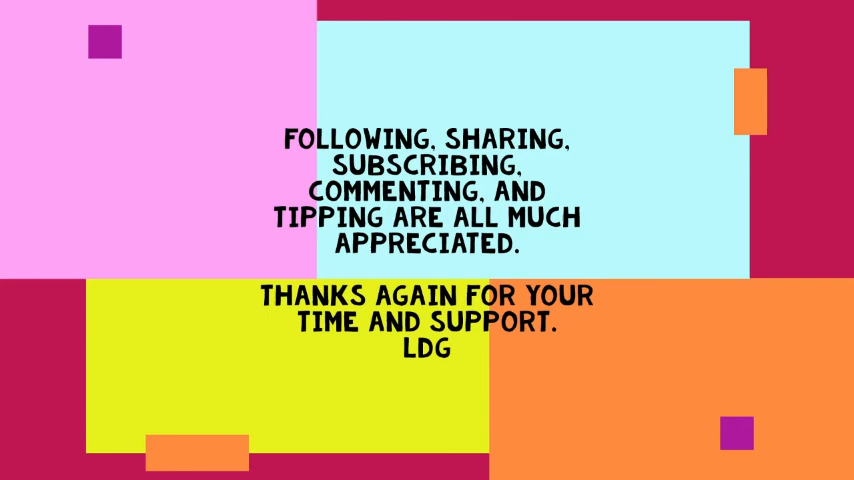 FOLLOWING, SHARING,
SUBSCRIBING,
COMMENTING, AND
TIPPING ARE ALL MUCH
APPRECIATED.
THANKS AGAIN FOR YOUR
TIME AND SUPPORT.
LDG